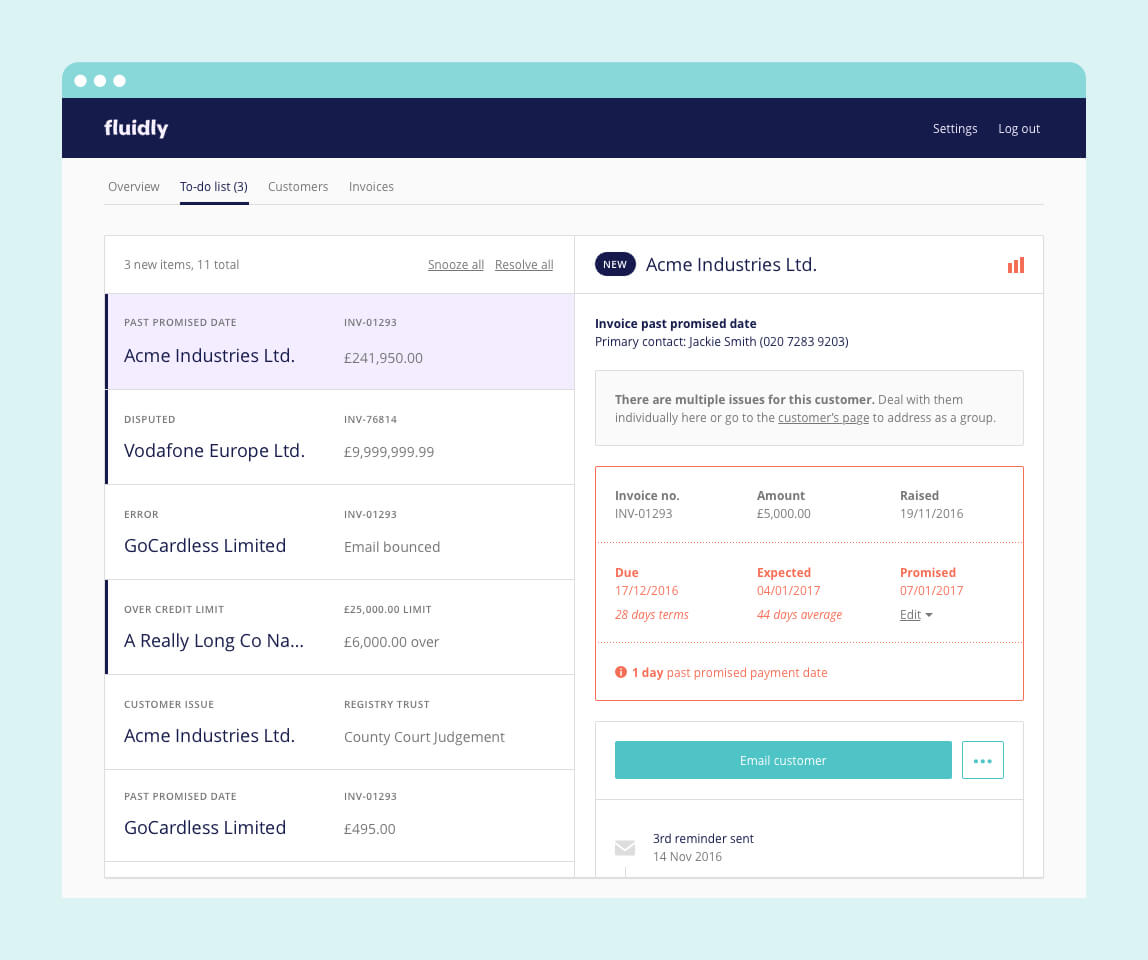 fluidly
Settings Log out
Overview To-do list (3) Customers Invoices
3 new items, 11 total Snooze all Resolve all
PAST PROMISED DATE INV-01293
Acme Industries Ltd. £241,950.00
DISPUTED INV-76814
Vodafone Europe Ltd. £9,999,999.99
ERROR INV-01293
GoCardless Limited Email bounced
OVER CREDIT LIMIT £25,000.00 LIMIT
A Really Long Co Na... £6,000.00 over
CUSTOMER ISSUE REGISTRY TRUST
Acme Industries Ltd. County Court Judgement
PAST PROMISED DATE INV-01293
GoCardless Limited £495.00
NEW Acme Industries Ltd.
Invoice past promised date
Primary contact: Jackie Smith (020 7283 9203)
There are multiple issues for this customer. Deal with them
individually here or go to the customer's page to address as a group.
Invoice no. Amount Raised
INV-01293 £5,000.00 19/11/2016
Due Expected Promised
17/12/2016 04/01/2017 07/01/2017
28 days terms 44 days average Edit
1 day past promised payment date
Email customer
3rd reminder sent
14 Nov 2016